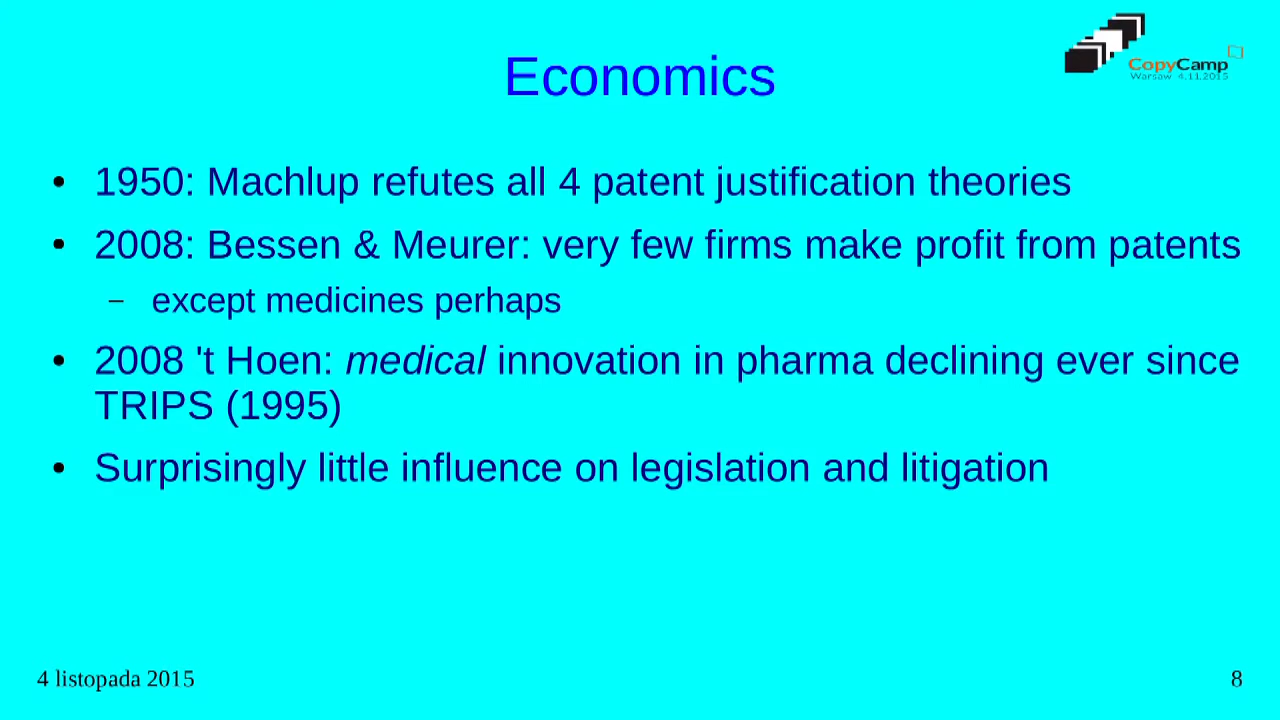 Economics
CopyCamp
Warsaw 4.11.2015
• 1950: Machlup refutes all 4 patent justification theories
• 2008: Bessen & Meurer: very few firms make profit from patents
– except medicines perhaps
• 2008 't Hoen: medical innovation in pharma declining ever since
TRIPS (1995)
• Surprisingly little influence on legislation and litigation
4 listopada 2015
8